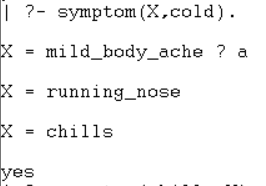 | ?- symptom(X,cold).
X = mild_body_ache ? a
X = running_nose
X = chills
yes